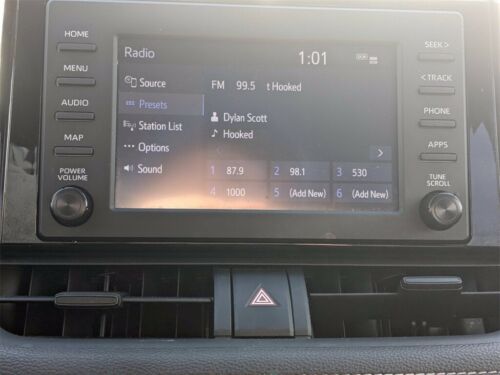 HOME
MENU
AUDIO
MAP
POWER
VOLUME
Radio
1:01
Source
Presets
Station List
Options
Sound
FM 99.5 t Hooked
Dylan Scott
Hooked
1 87.9
2 98.1
3 530
4 1000
5 (Add New)
6 (Add New)
SEEK >
< TRACK
PHONE
APPS
TUNE
SCROLL